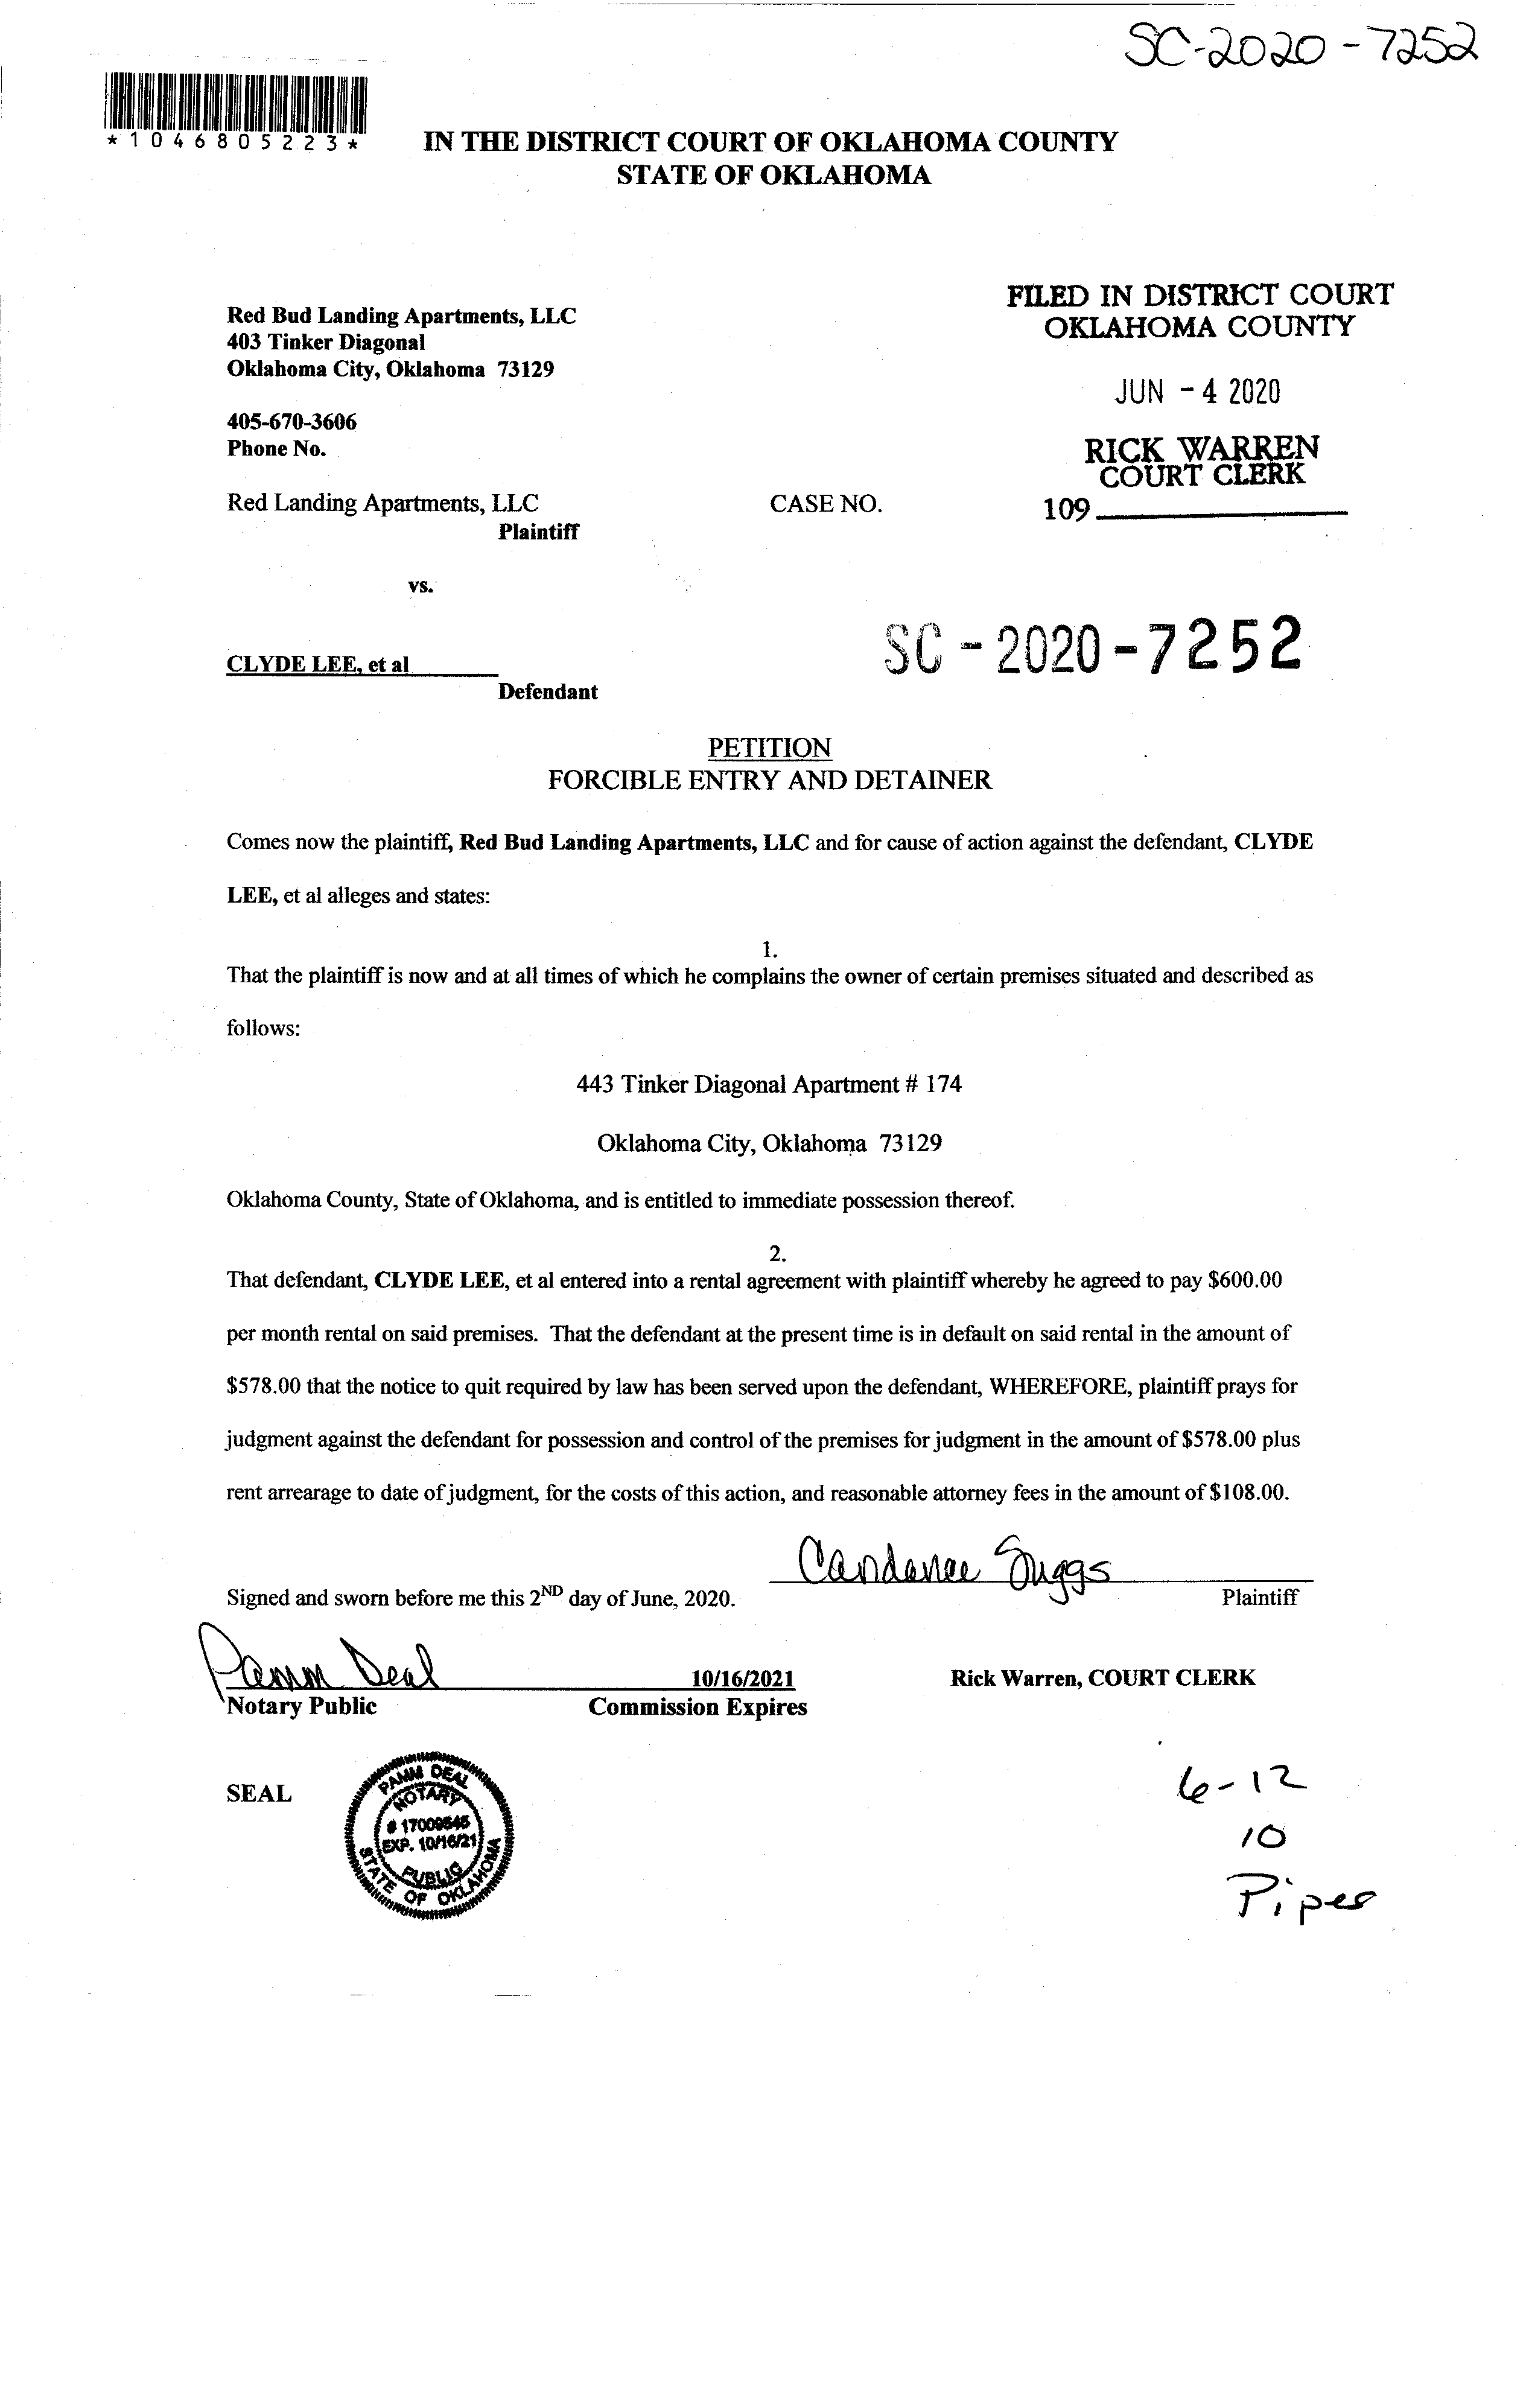 SC-2020-7252
*1046805223*
IN THE DISTRICT COURT OF OKLAHOMA COUNTY
STATE OF OKLAHOMA
Red Bud Landing Apartments, LLC
403 Tinker Diagonal
Oklahoma City, Oklahoma 73129
405-670-3606
Phone No.
FILED IN DISTRICT COURT
OKLAHOMA COUNTY
JUN - 4 2020
RICK WARREN
COURT CLERK
109
Red Landing Apartments, LLC
Plaintiff
CASE NO.
vs.
SC-2020-7252
CLYDE LEE, et al
Defendant
PETITION
FORCIBLE ENTRY AND DETAINER
Comes now the plaintiff, Red Bud Landing Apartments, LLC and for cause of action against the defendant, CLYDE
LEE, et al alleges and states:
1.
That the plaintiff is now and at all times of which he complains the owner of certain premises situated and described as
follows:
443 Tinker Diagonal Apartment # 174
Oklahoma City, Oklahoma 73129
Oklahoma County, State of Oklahoma, and is entitled to immediate possession thereof.
2.
That defendant, CLYDE LEE, et al entered into a rental agreement with plaintiff whereby he agreed to pay $600.00
per month rental on said premises. That the defendant at the present time is in default on said rental in the amount of
$578.00 that the notice to quit required by law has been served upon the defendant, WHEREFORE, plaintiff prays for
judgment against the defendant for possession and control of the premises for judgment in the amount of $578.00 plus
rent arrearage to date of judgment, for the costs of this action, and reasonable attorney fees in the amount of $108.00.
Candanee Suggs
Signed and sworn before me this 2ND day of June, 2020.
Plaintiff
Pamm Deal
10/16/2021
Rick Warren, COURT CLERK
Notary Public
Commission Expires
SEAL
PAMM DEAL
NOTARY
# 17009545
EXP. 10/16/21
PUBLIC
STATE OF OKLAHOMA
6-12
10
Piper